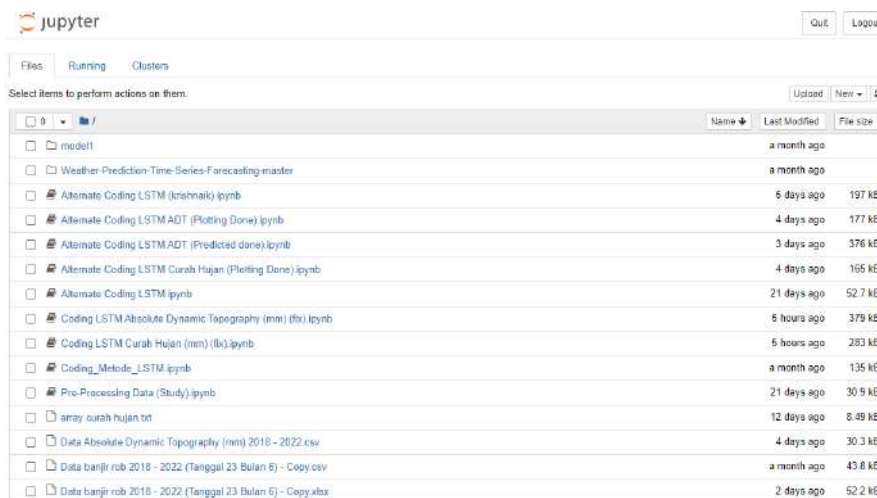 jupyter
Quit Logou
Files Running Clusters
Select items to perform actions on them.
Upload New
0 / Name Last Modified File size
model1 a month ago
Weather-Prediction-Time-Series-Forecasting-master a month ago
Alternate Coding LSTM (krishnaik).ipynb 5 days ago 197 kB
Alternate Coding LSTM ADT (Plotting Done).ipynb 4 days ago 177 kB
Alternate Coding LSTM ADT (Predicted done).ipynb 3 days ago 376 kB
Alternate Coding LSTM Curah Hujan (Plotting Done).ipynb 4 days ago 165 kB
Alternate Coding LSTM.ipynb 21 days ago 52.7 kB
Coding LSTM Absolute Dynamic Topography (mm) (fix).ipynb 5 hours ago 379 kB
Coding LSTM Curah Hujan (mm) (fix).ipynb 5 hours ago 283 kB
Coding_Metode_LSTM.ipynb a month ago 135 kB
Pre-Processing Data (Study).ipynb 21 days ago 30.9 kB
array curah hujan.txt 12 days ago 8.49 kB
Data Absolute Dynamic Topography (mm) 2018 - 2022.csv 4 days ago 30.3 kB
Data banjir rob 2018 - 2022 (Tanggal 23 Bulan 6) - Copy.csv a month ago 43.8 kB
Data banjir rob 2018 - 2022 (Tanggal 23 Bulan 6) - Copy.xlsx 2 days ago 52.2 kB